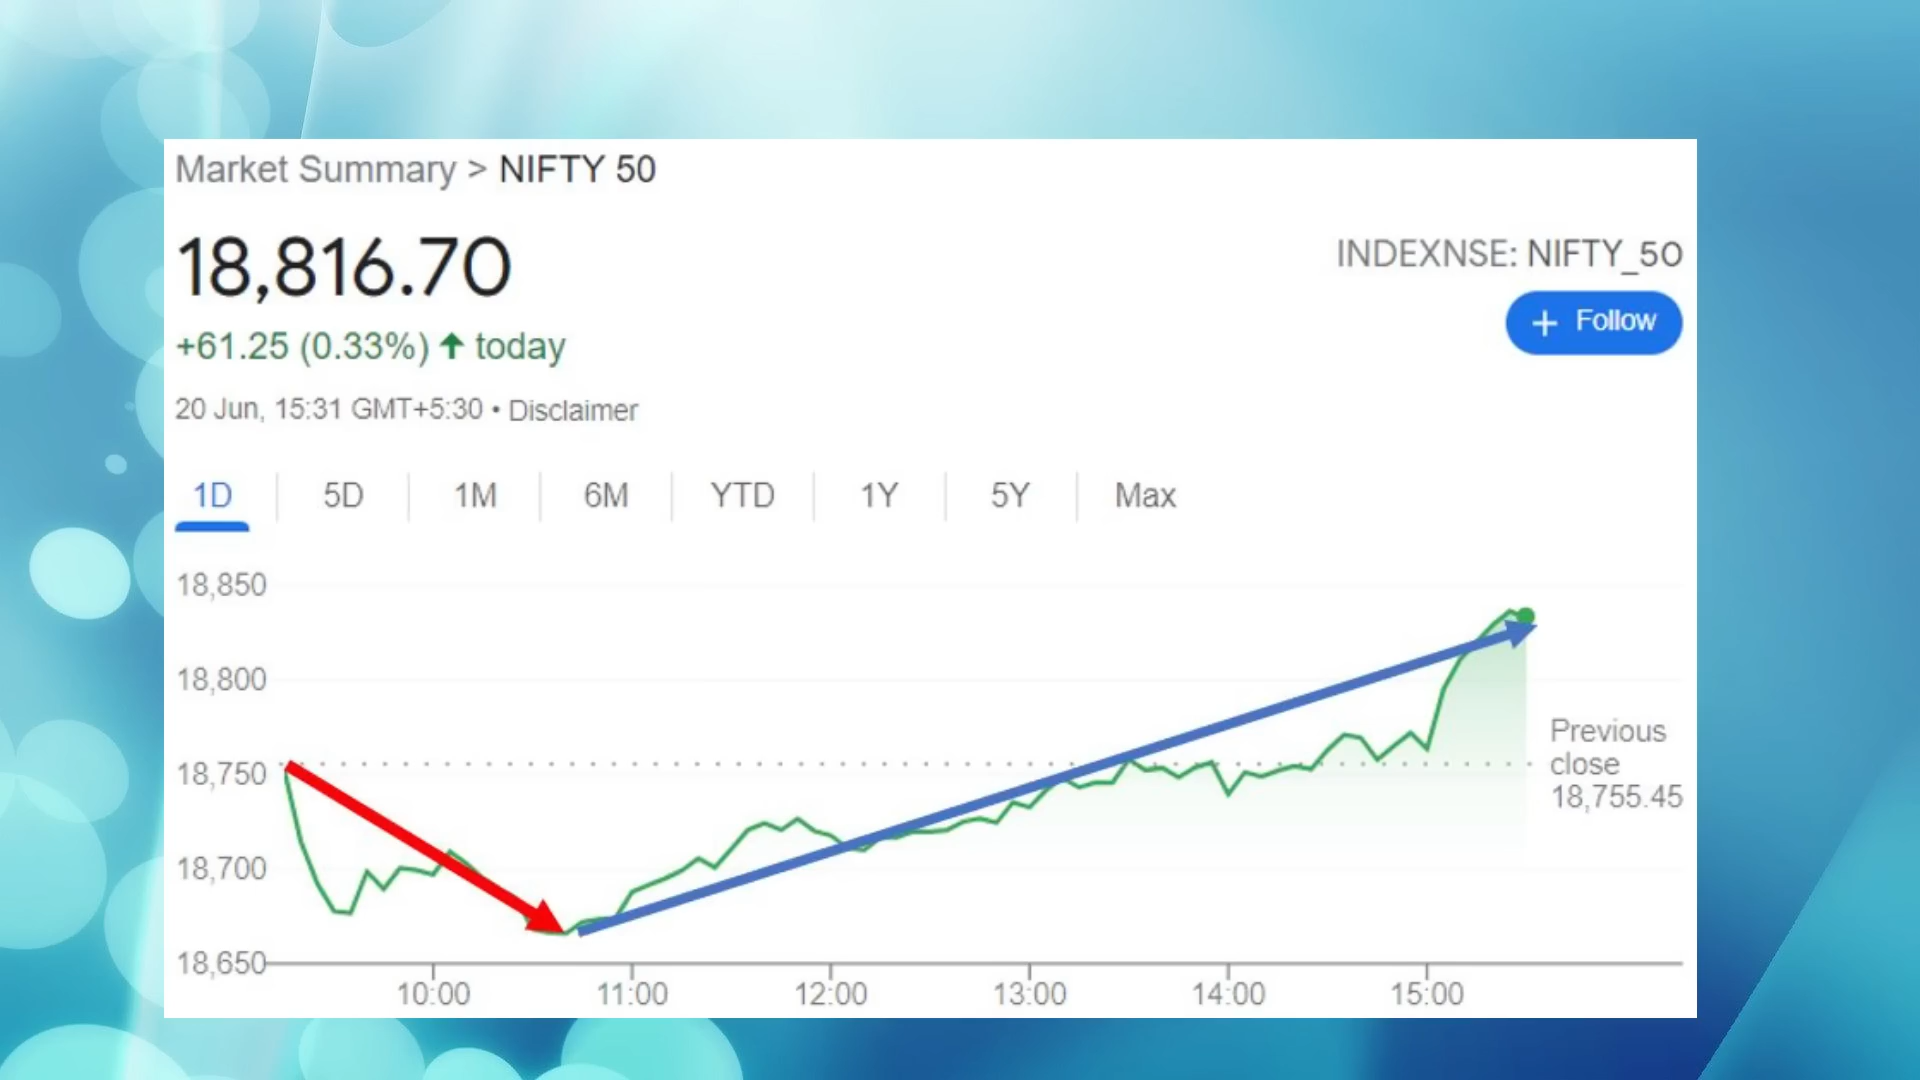 Market Summary > NIFTY 50
18,816.70
INDEXNSE: NIFTY_50
+ Follow
+61.25 (0.33%) ↑ today
20 Jun, 15:31 GMT+5:30 • Disclaimer
1D 5D 1M 6M YTD 1Y 5Y Max
18,850
18,800
18,750
18,700
18,650
Previous
close
18,755.45
10:00 11:00 12:00 13:00 14:00 15:00